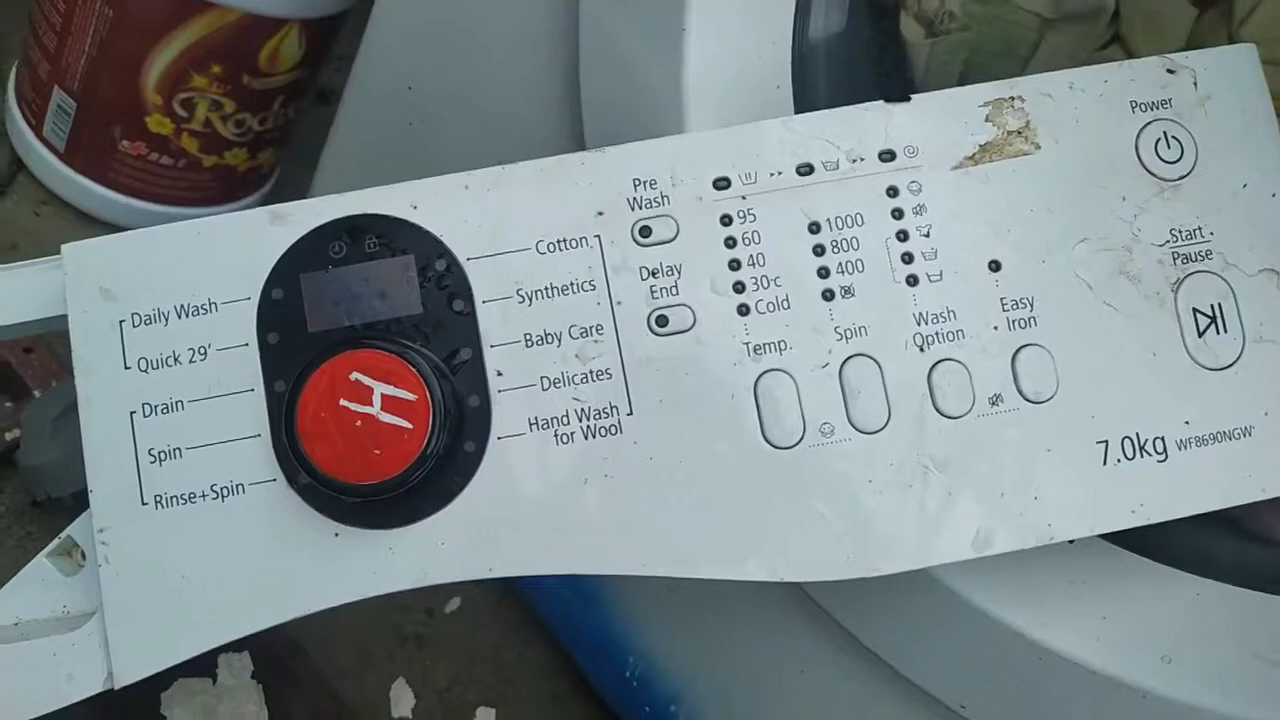 Power
Start
Pause
7.0kg WF8690NGW
Pre
Wash
Delay
End
95
60
40
30°c
Cold
Temp.
1000
800
400
Spin
Wash
Option
Easy
Iron
Cotton
Synthetics
Baby Care
Delicates
Hand Wash
for Wool
Daily Wash
Quick 29'
Drain
Spin
Rinse+Spin
H